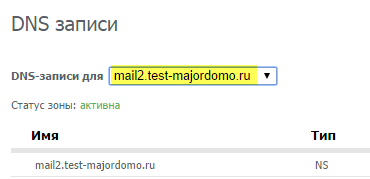 DNS записи
DNS-записи для mail2.test-majordomo.ru
Статус зоны: активна
Имя Тип
mail2.test-majordomo.ru NS